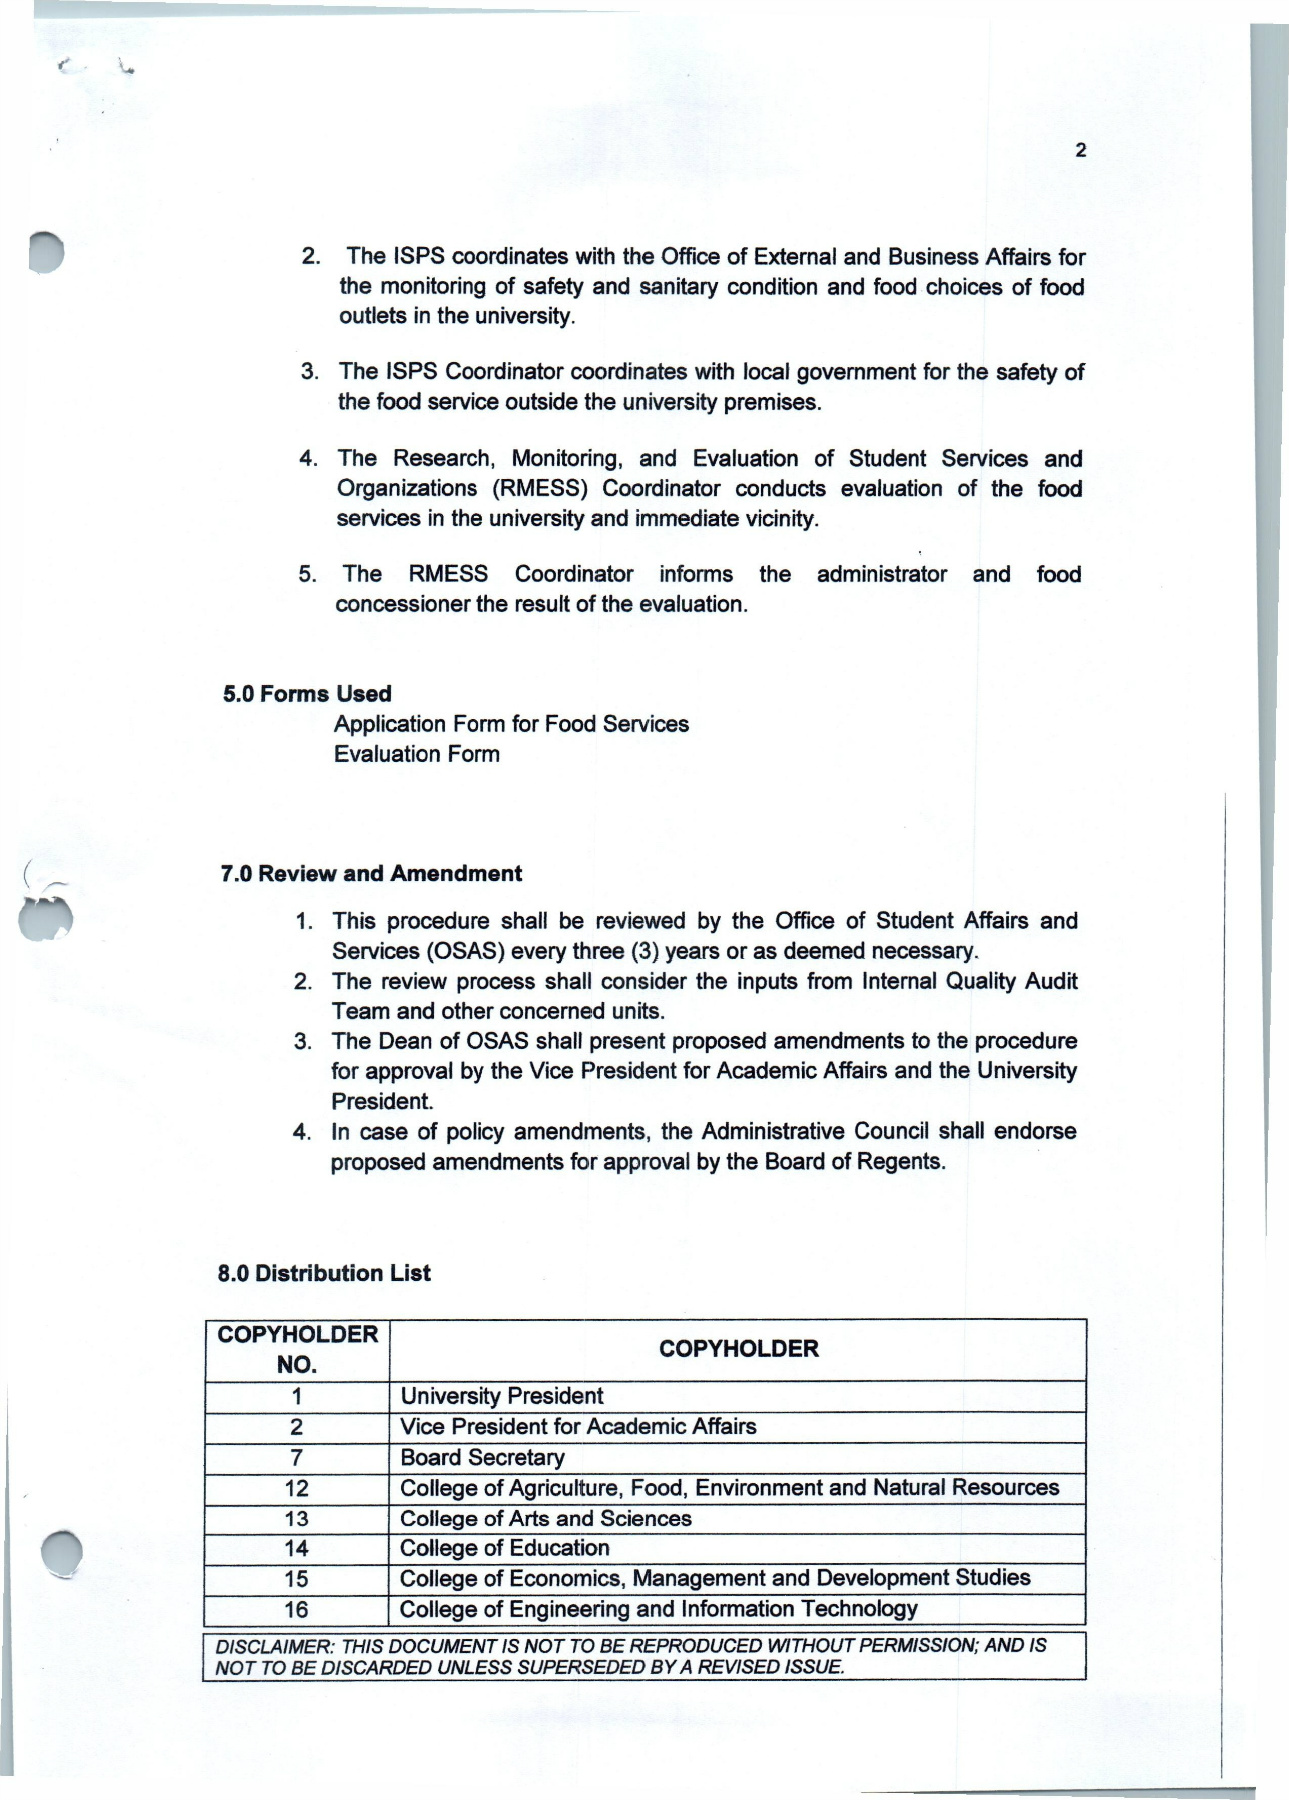 2
2. The ISPS coordinates with the Office of External and Business Affairs for
the monitoring of safety and sanitary condition and food choices of food
outlets in the university.
3. The ISPS Coordinator coordinates with local government for the safety of
the food service outside the university premises.
4. The Research, Monitoring, and Evaluation of Student Services and
Organizations (RMESS) Coordinator conducts evaluation of the food
services in the university and immediate vicinity.
5. The RMESS Coordinator informs the administrator and food
concessioner the result of the evaluation.
5.0 Forms Used
Application Form for Food Services
Evaluation Form
7.0 Review and Amendment
1. This procedure shall be reviewed by the Office of Student Affairs and
Services (OSAS) every three (3) years or as deemed necessary.
2. The review process shall consider the inputs from Internal Quality Audit
Team and other concerned units.
3. The Dean of OSAS shall present proposed amendments to the procedure
for approval by the Vice President for Academic Affairs and the University
President.
4. In case of policy amendments, the Administrative Council shall endorse
proposed amendments for approval by the Board of Regents.
8.0 Distribution List
COPYHOLDER NO. COPYHOLDER
1 University President
2 Vice President for Academic Affairs
7 Board Secretary
12 College of Agriculture, Food, Environment and Natural Resources
13 College of Arts and Sciences
14 College of Education
15 College of Economics, Management and Development Studies
16 College of Engineering and Information Technology
DISCLAIMER: THIS DOCUMENT IS NOT TO BE REPRODUCED WITHOUT PERMISSION; AND IS
NOT TO BE DISCARDED UNLESS SUPERSEDED BY A REVISED ISSUE.